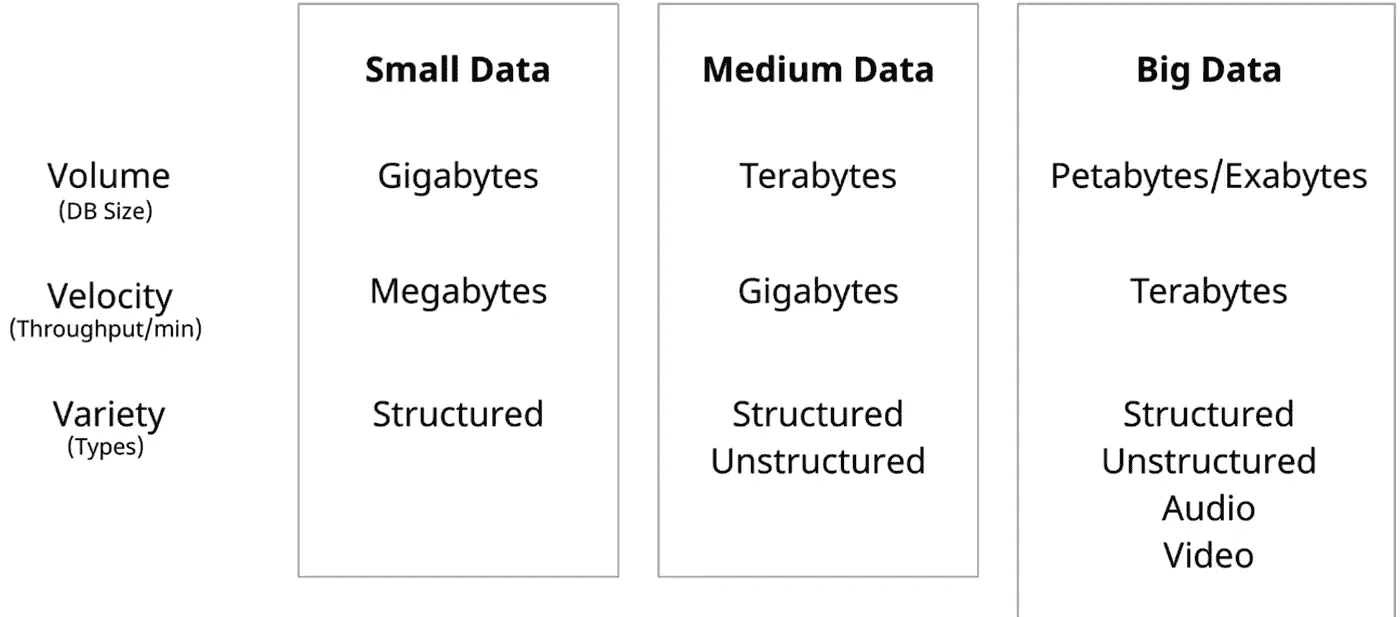 Small Data Medium Data Big Data
Volume Gigabytes Terabytes Petabytes/Exabytes
(DB Size)
Velocity Megabytes Gigabytes Terabytes
(Throughput/min)
Variety Structured Structured Structured
(Types)
Unstructured Unstructured
Audio
Video